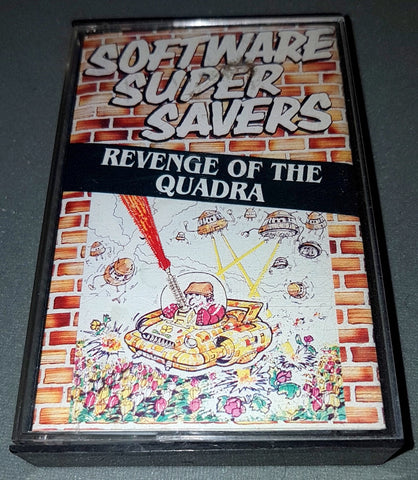 SOFTWARE
SUPER
SAVERS
REVENGE OF THE
QUADRA